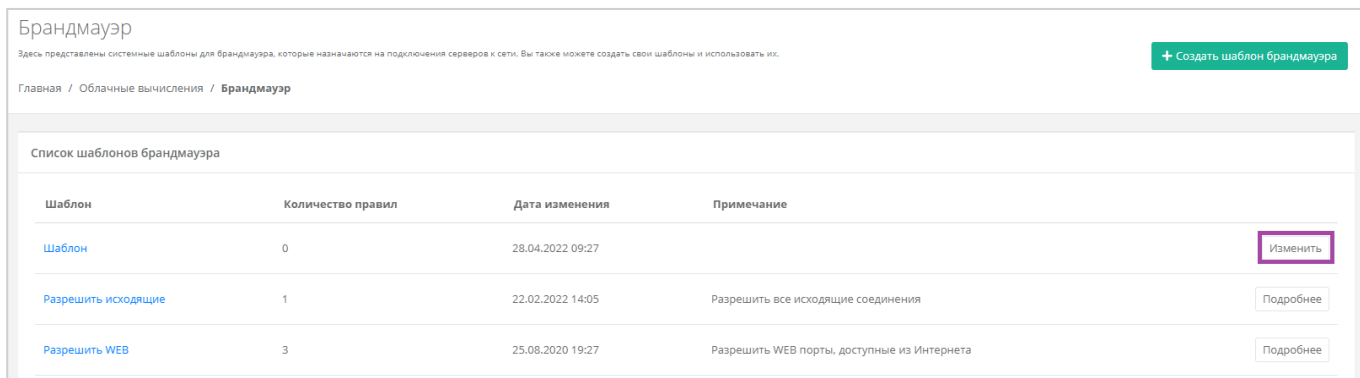 Брандмауэр
Здесь представлены системные шаблоны для брандмауэра, которые назначаются на подключения серверов к сети. Вы также можете создать свои шаблоны и использовать их.
+ Создать шаблон брандмауэра
Главная / Облачные вычисления / Брандмауэр
Список шаблонов брандмауэра
Шаблон Количество правил Дата изменения Примечание
Шаблон 0 28.04.2022 09:27 Изменить
Разрешить исходящие 1 22.02.2022 14:05 Разрешить все исходящие соединения Подробнее
Разрешить WEB 3 25.08.2020 19:27 Разрешить WEB порты, доступные из Интернета Подробнее